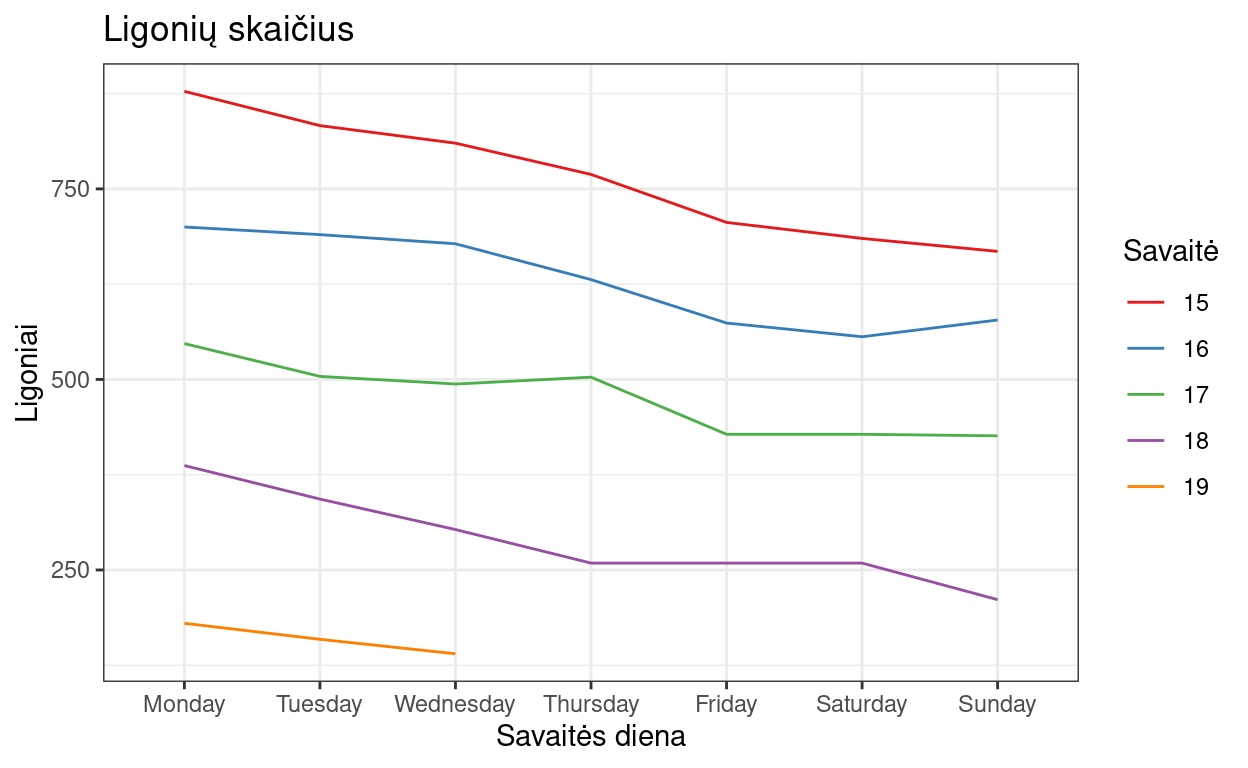 Ligonių skaičius
Ligoniai
750
500
250
Monday Tuesday Wednesday Thursday Friday Saturday Sunday
Savaitės diena
Savaitė
15
16
17
18
19